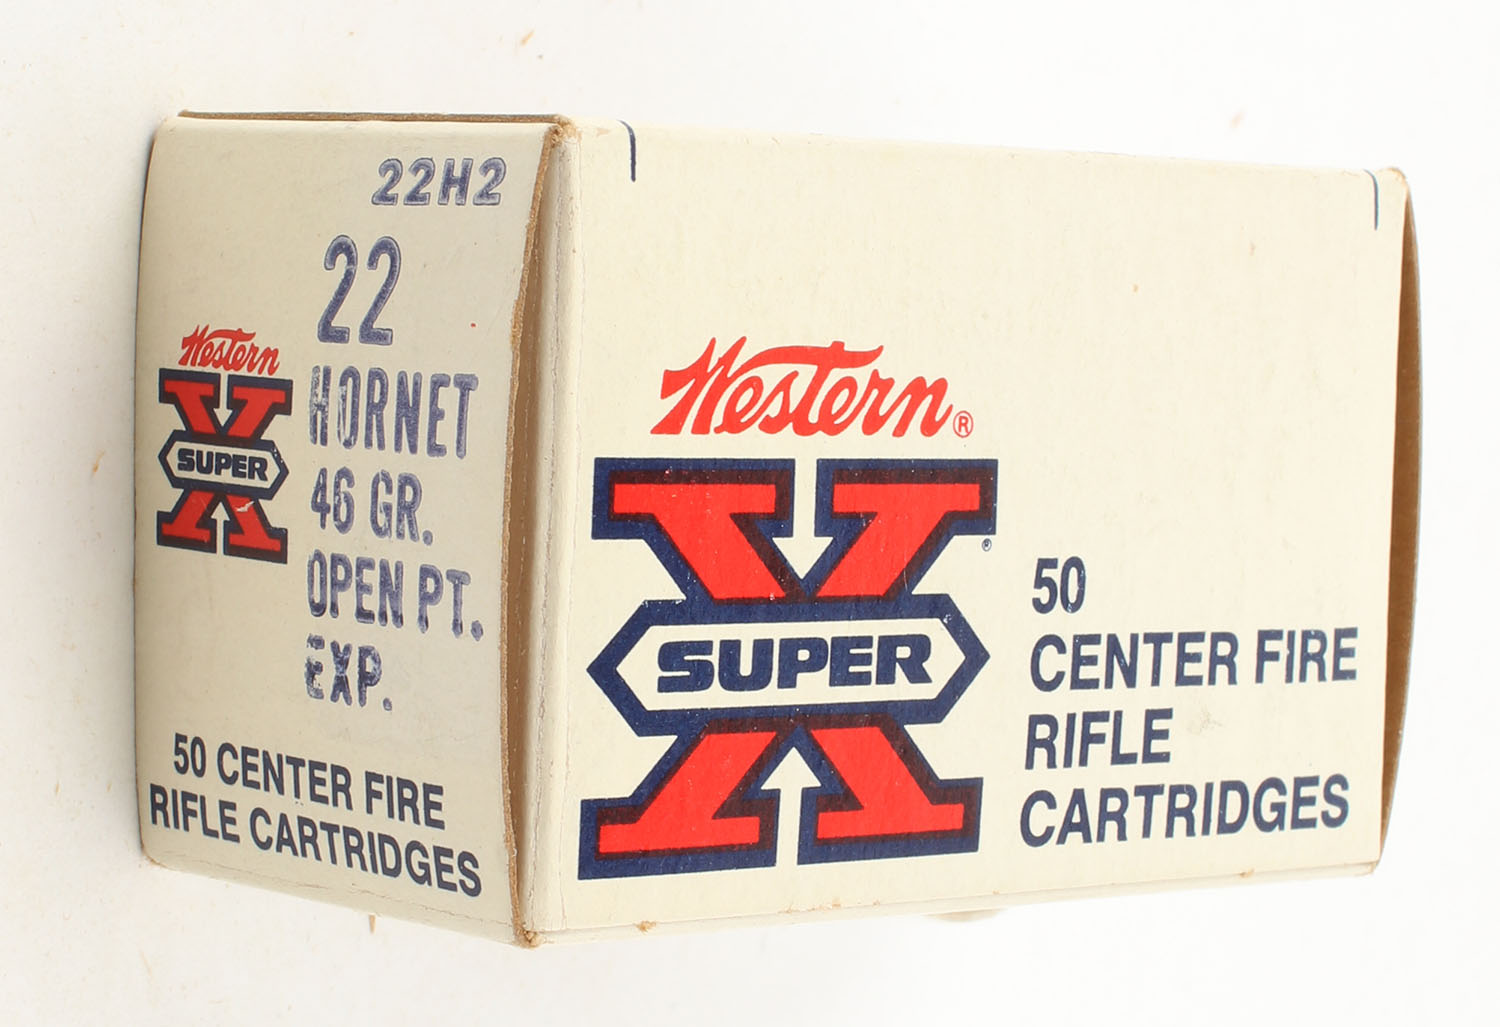 22H2
22
HORNET
46 GR.
OPEN PT.
EXP.
Western
SUPER
X
50 CENTER FIRE
RIFLE CARTRIDGES
Western®
SUPER
X®
50
CENTER FIRE
RIFLE
CARTRIDGES